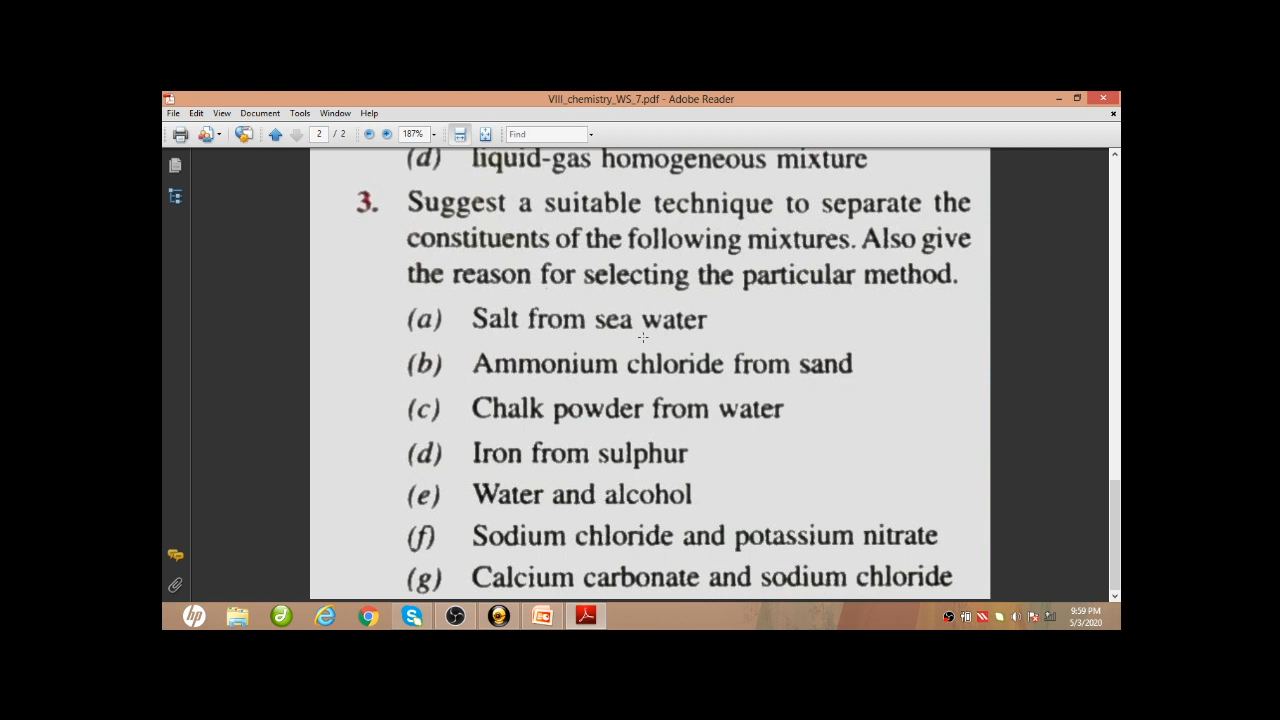 VIII_chemistry_WS_7.pdf - Adobe Reader
File Edit View Document Tools Window Help
2 / 2 187% Find
(d) liquid-gas homogeneous mixture
3. Suggest a suitable technique to separate the
constituents of the following mixtures. Also give
the reason for selecting the particular method.
(a) Salt from sea water
(b) Ammonium chloride from sand
(c) Chalk powder from water
(d) Iron from sulphur
(e) Water and alcohol
(f) Sodium chloride and potassium nitrate
(g) Calcium carbonate and sodium chloride
9:59 PM
5/3/2020